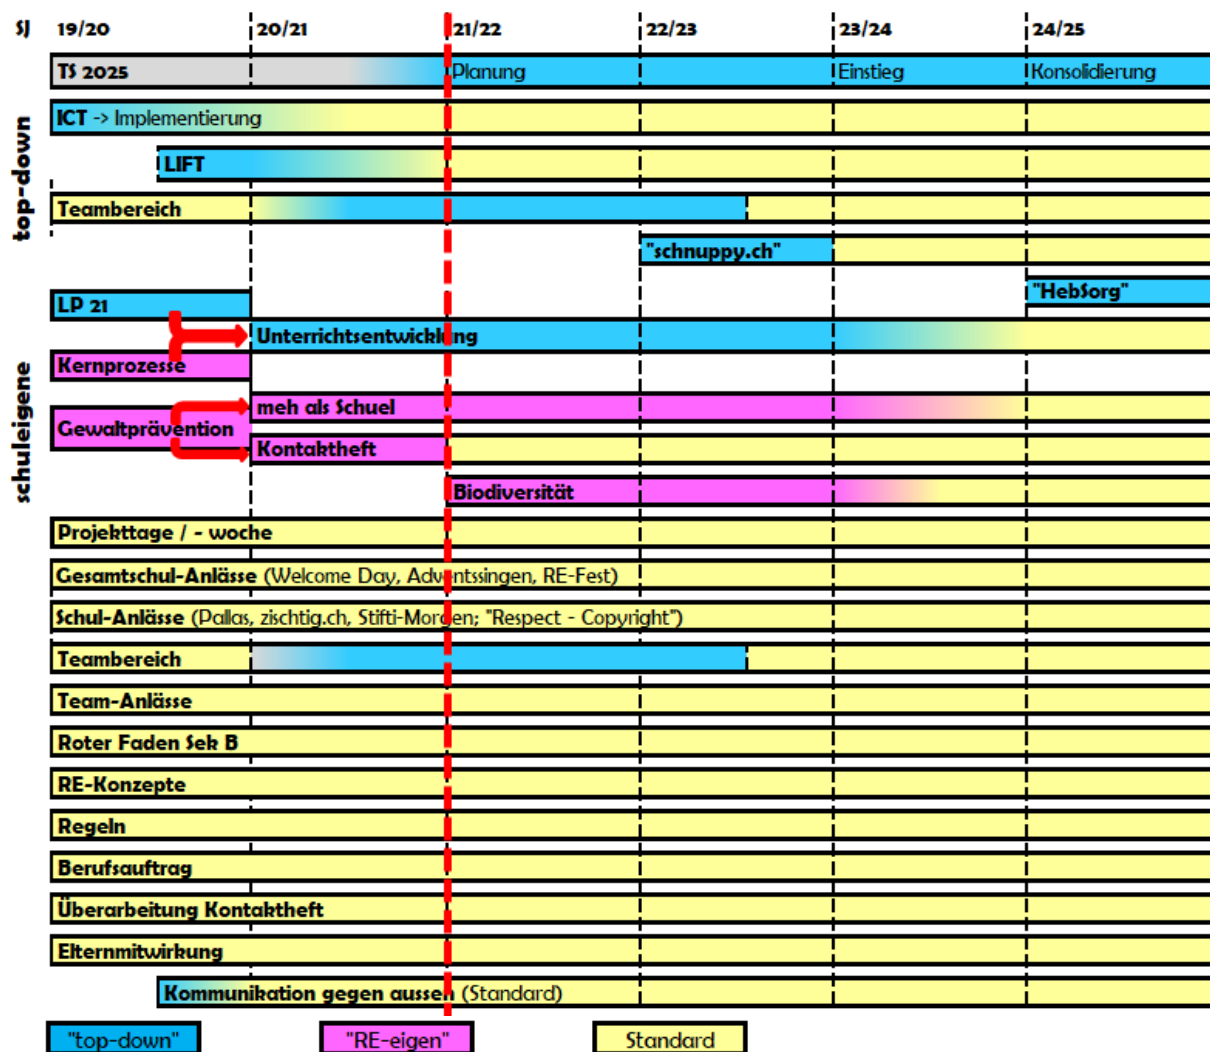 SJ 19/20 20/21 21/22 22/23 23/24 24/25
TS 2025 Planung Einstieg Konsolidierung
top-down
ICT -> Implementierung
LIFT
Teambereich
"schnuppy.ch"
"HebSorg"
schuleigene
LP 21
Unterrichtsentwicklung
Kernprozesse
meh als Schuel
Gewaltprävention
Kontaktheft
Biodiversität
Projekttage / - woche
Gesamtschul-Anlässe (Welcome Day, Adventssingen, RE-Fest)
Schul-Anlässe (Pallas, zischtig.ch, Stifti-Morgen; "Respect - Copyright")
Teambereich
Team-Anlässe
Roter Faden Sek B
RE-Konzepte
Regeln
Berufsauftrag
Überarbeitung Kontaktheft
Elternmitwirkung
Kommunikation gegen aussen (Standard)
"top-down" "RE-eigen" Standard